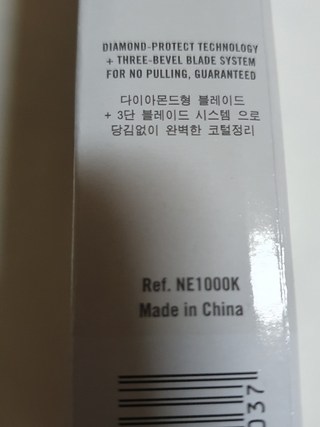 DIAMOND-PROTECT TECHNOLOGY
+ THREE-BEVEL BLADE SYSTEM
FOR NO PULLING, GUARANTEED
다이아몬드형 블레이드
+ 3단 블레이드 시스템 으로
당김없이 완벽한 코털정리
Ref. NE1000K
Made in China
037